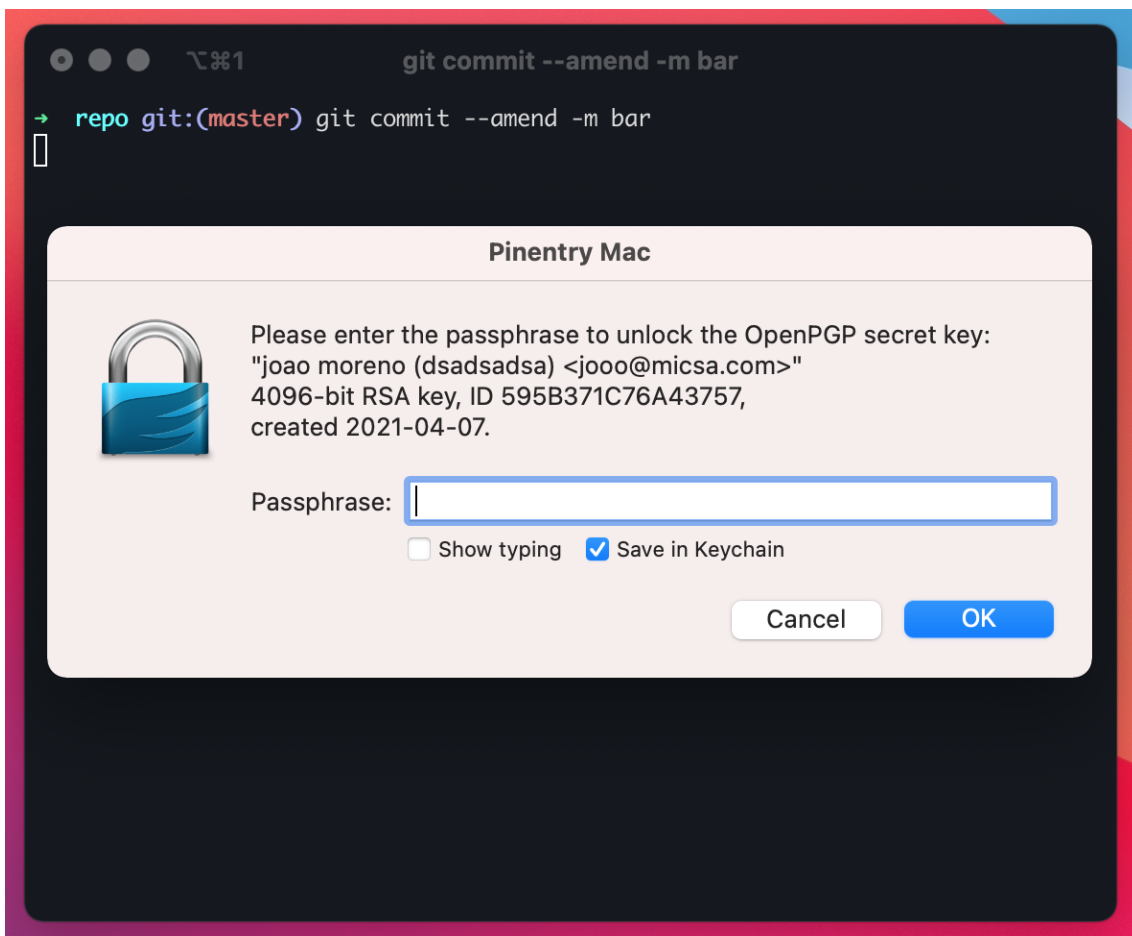 ⌥⌘1 git commit --amend -m bar
→ repo git:(master) git commit --amend -m bar
Pinentry Mac
Please enter the passphrase to unlock the OpenPGP secret key:
"joao moreno (dsadsadsa) <jooo@micsa.com>"
4096-bit RSA key, ID 595B371C76A43757,
created 2021-04-07.
Passphrase:
Show typing Save in Keychain
Cancel OK